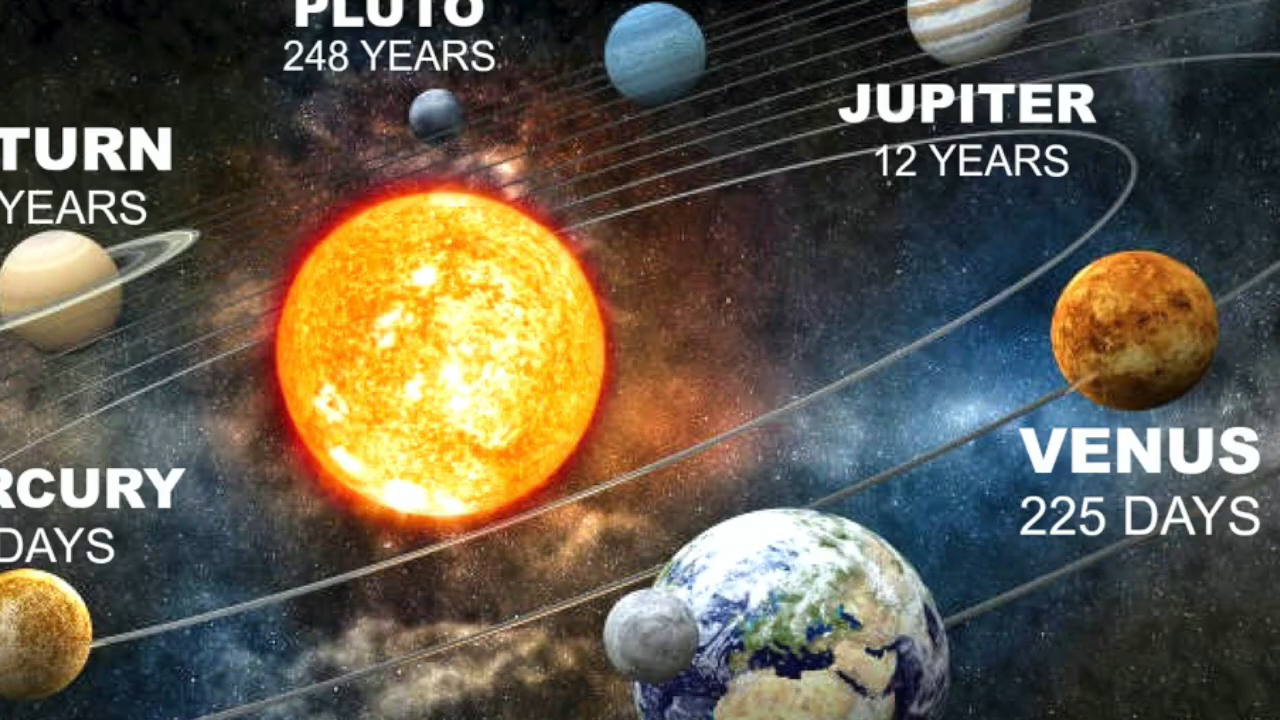 PLUTO
248 YEARS
JUPITER
12 YEARS
TURN
YEARS
RCURY
DAYS
VENUS
225 DAYS